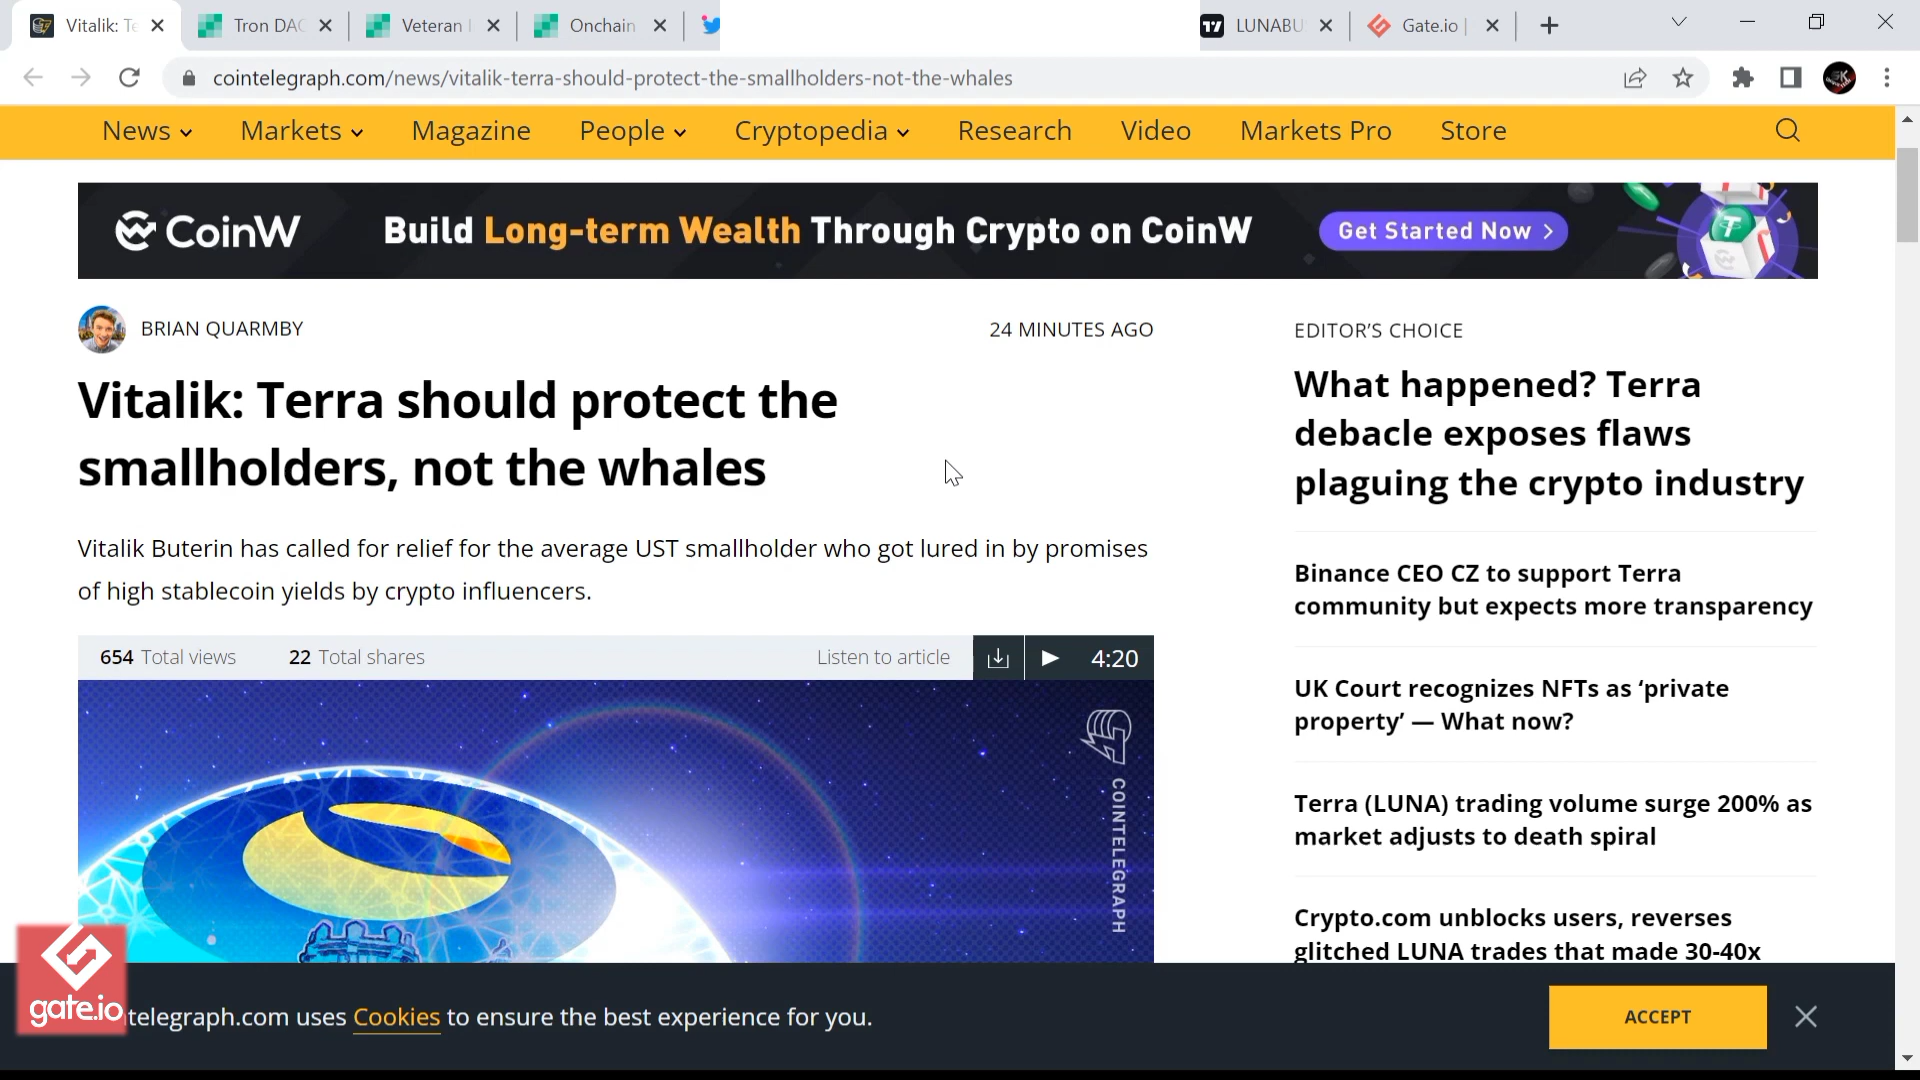 Vitalik: Te
Tron DAO
Veteran
Onchain
LUNABU
Gate.io |
cointelegraph.com/news/vitalik-terra-should-protect-the-smallholders-not-the-whales
News
Markets
Magazine
People
Cryptopedia
Research
Video
Markets Pro
Store
CoinW
Build Long-term Wealth Through Crypto on CoinW
Get Started Now >
BRIAN QUARMBY
24 MINUTES AGO
Vitalik: Terra should protect the
smallholders, not the whales
Vitalik Buterin has called for relief for the average UST smallholder who got lured in by promises
of high stablecoin yields by crypto influencers.
654 Total views
22 Total shares
Listen to article
4:20
COINTELEGRAPH
EDITOR’S CHOICE
What happened? Terra
debacle exposes flaws
plaguing the crypto industry
Binance CEO CZ to support Terra
community but expects more transparency
UK Court recognizes NFTs as ‘private
property’ — What now?
Terra (LUNA) trading volume surge 200% as
market adjusts to death spiral
Crypto.com unblocks users, reverses
glitched LUNA trades that made 30-40x
gate.io
telegraph.com uses Cookies to ensure the best experience for you.
ACCEPT